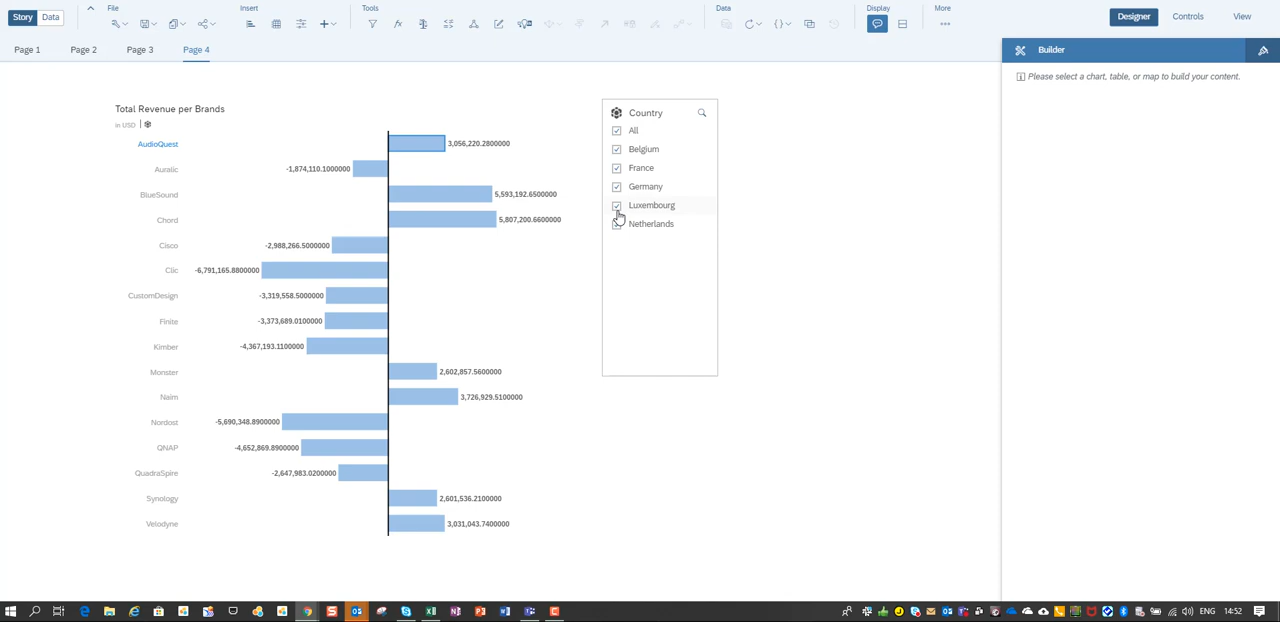 Story
Data
File
Insert
Tools
Data
Display
More
Designer
Controls
View
Page 1
Page 2
Page 3
Page 4
Builder
Please select a chart, table, or map to build your content.
Total Revenue per Brands
in USD
AudioQuest 3,056,220.2800000
Auralic -1,874,110.1000000
BlueSound 5,593,192.6500000
Chord 5,807,200.6600000
Cisco -2,988,266.5000000
Clic -6,791,165.8800000
CustomDesign -3,319,558.5000000
Finite -3,373,689.0100000
Kimber -4,367,193.1100000
Monster 2,602,857.5600000
Naim 3,726,929.5100000
Nordost -5,690,348.8900000
QNAP -4,652,869.8900000
QuadraSpire -2,647,983.0200000
Synology 2,601,536.2100000
Velodyne 3,031,043.7400000
Country
All
Belgium
France
Germany
Luxembourg
Netherlands
ENG 14:52